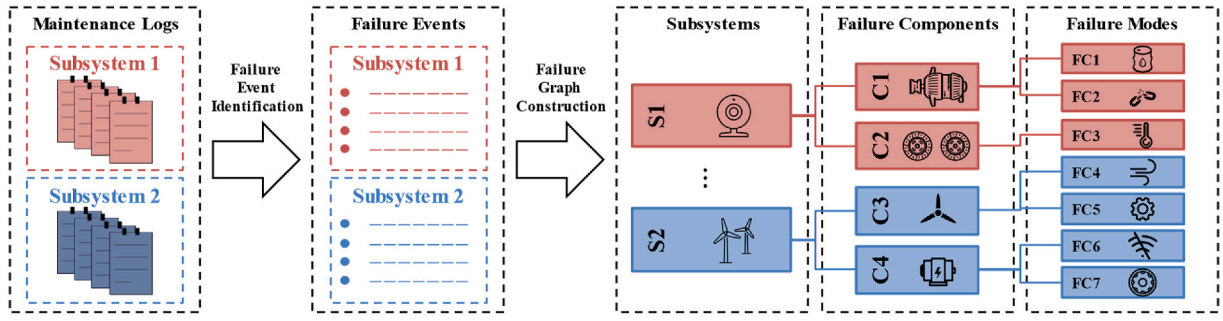 Maintenance Logs
Subsystem 1
Subsystem 2
Failure
Event
Identification
Failure Events
Subsystem 1
Subsystem 2
Failure
Graph
Construction
Subsystems
S1
...
S2
Failure Components
C1
C2
C3
C4
Failure Modes
FC1
FC2
FC3
FC4
FC5
FC6
FC7